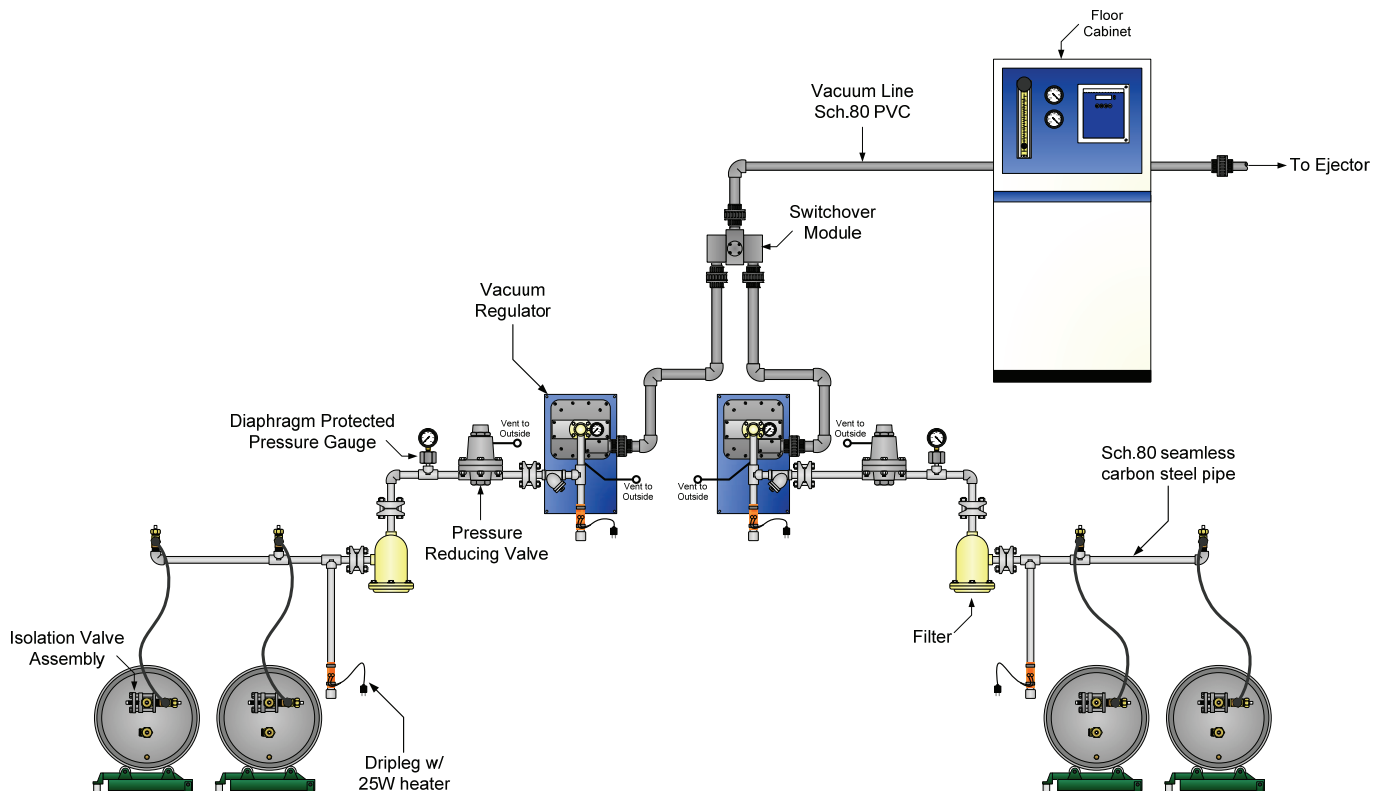 Floor
Cabinet
Vacuum Line
Sch.80 PVC
To Ejector
Switchover
Module
Vacuum
Regulator
Diaphragm Protected
Pressure Gauge
Vent to
Outside
Vent to
Outside
Sch.80 seamless
carbon steel pipe
Vent to
Outside
Vent to
Outside
Pressure
Reducing Valve
Isolation Valve
Assembly
Filter
Dripleg w/
25W heater